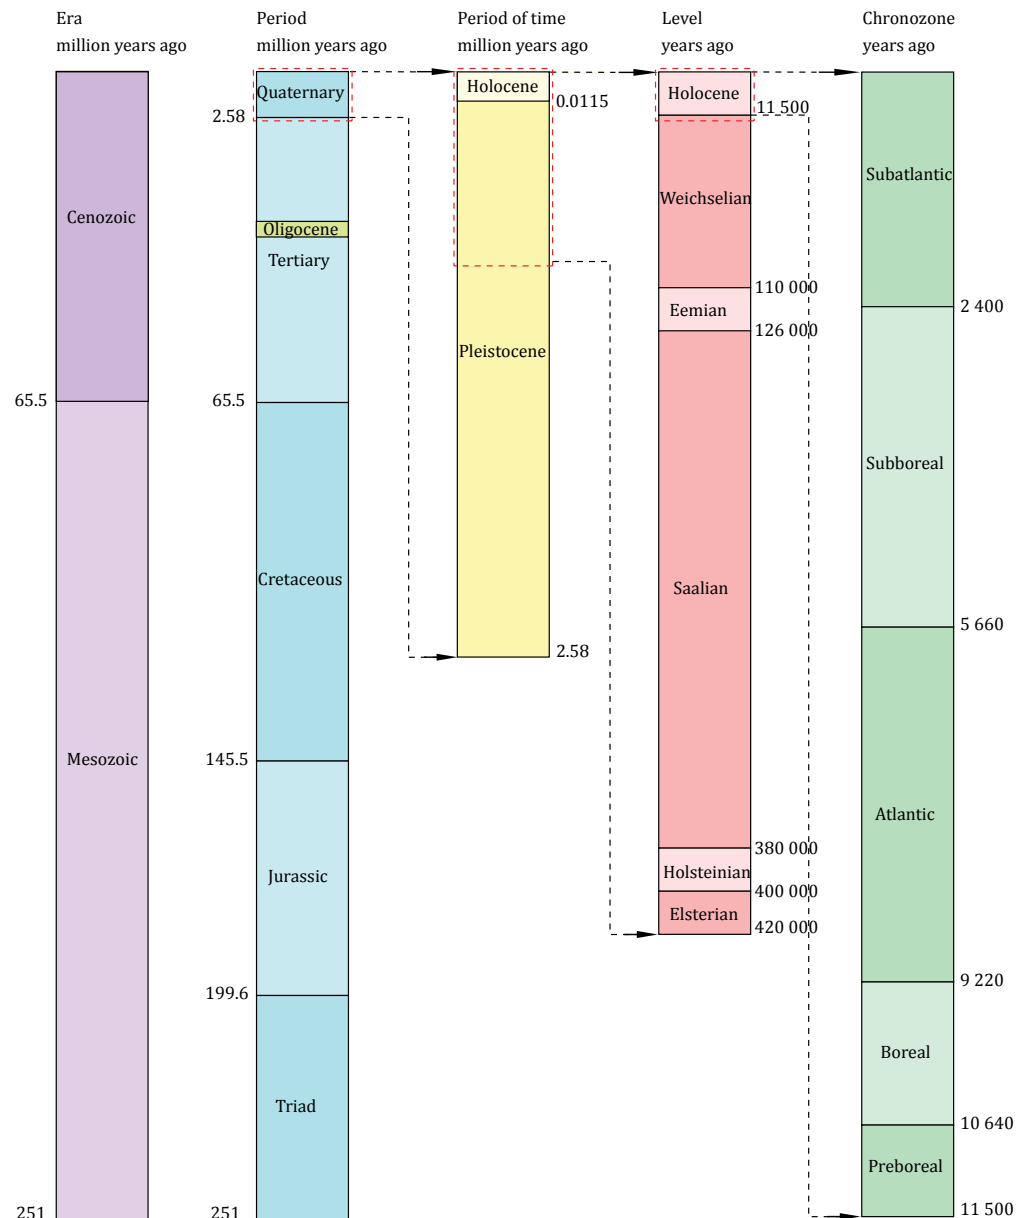 Era
million years ago
Period
million years ago
Period of time
million years ago
Level
years ago
Chronozone
years ago
Cenozoic
65.5
Mesozoic
251
Quaternary
2.58
Oligocene
Tertiary
65.5
Cretaceous
145.5
Jurassic
199.6
Triad
251
Holocene
0.0115
Pleistocene
2.58
Holocene
11 500
Weichselian
110 000
Eemian
126 000
Saalian
380 000
Holsteinian
400 000
Elsterian
420 000
Subatlantic
2 400
Subboreal
5 660
Atlantic
9 220
Boreal
10 640
Preboreal
11 500